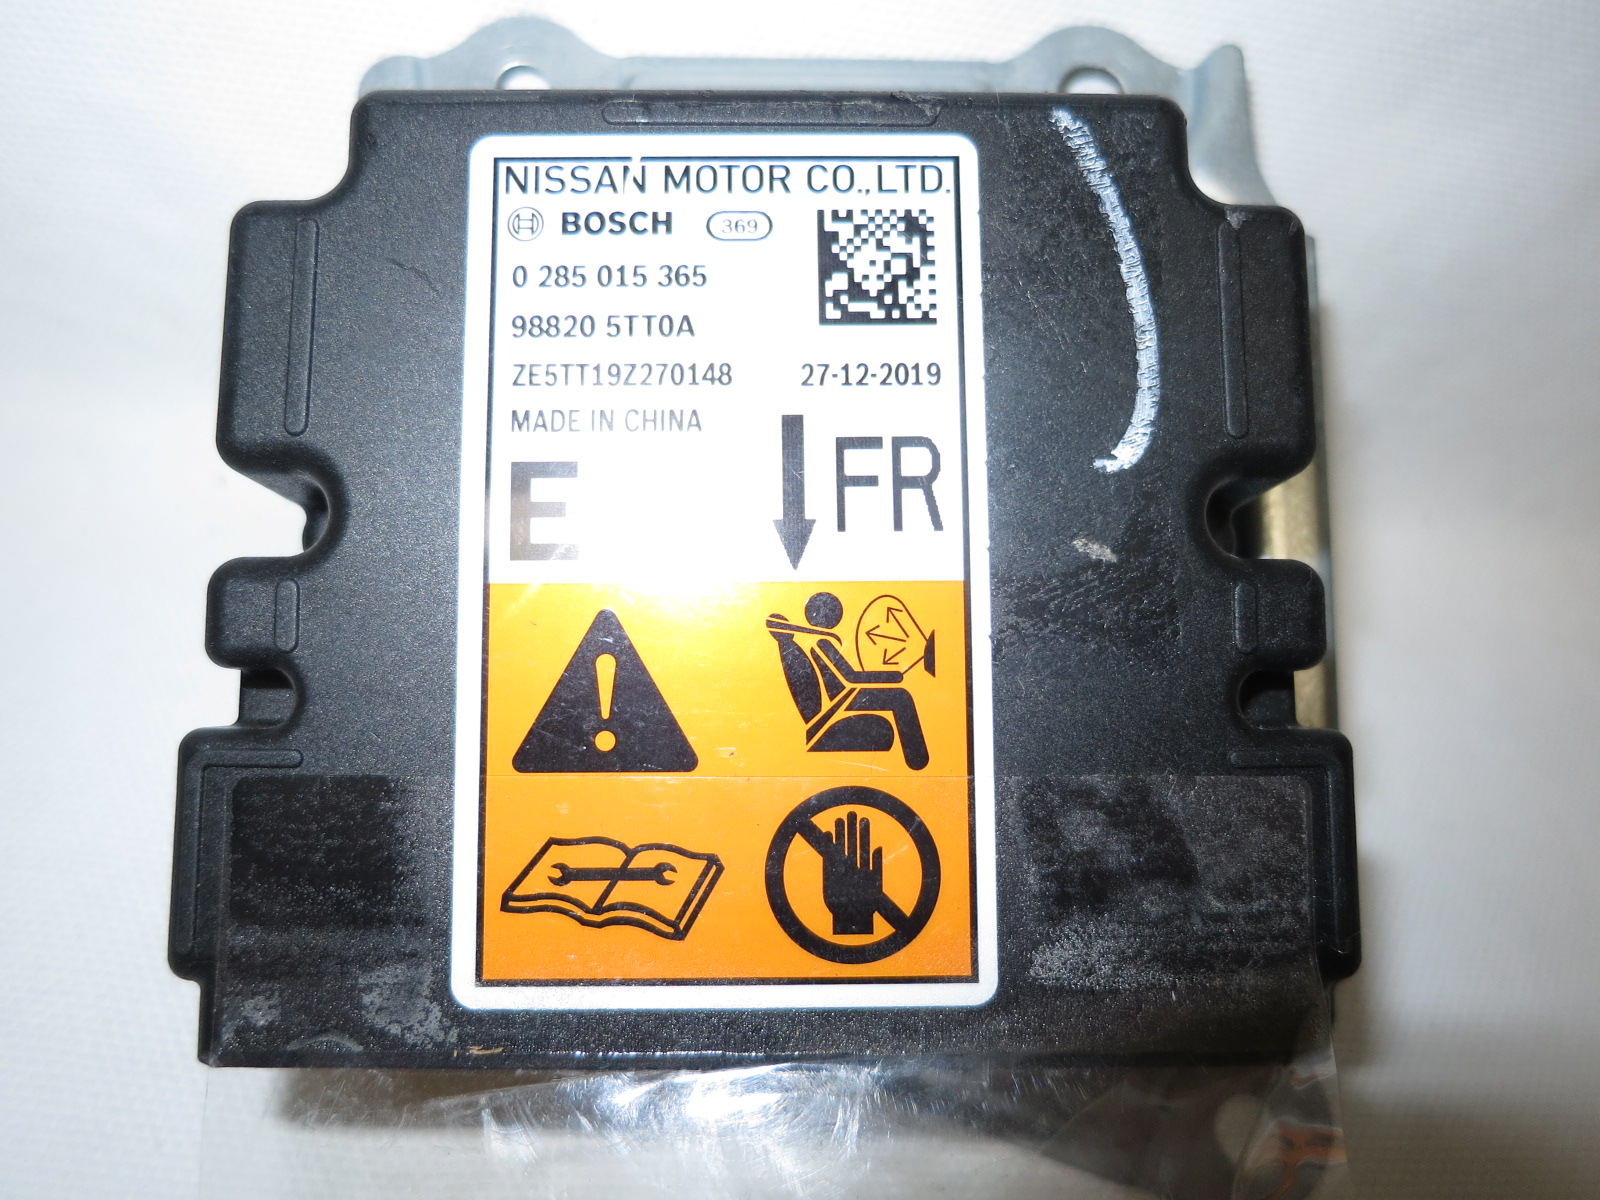 NISSAN MOTOR CO.,LTD.
BOSCH 369
0 285 015 365
98820 5TT0A
ZE5TT19Z270148 27-12-2019
MADE IN CHINA
E FR